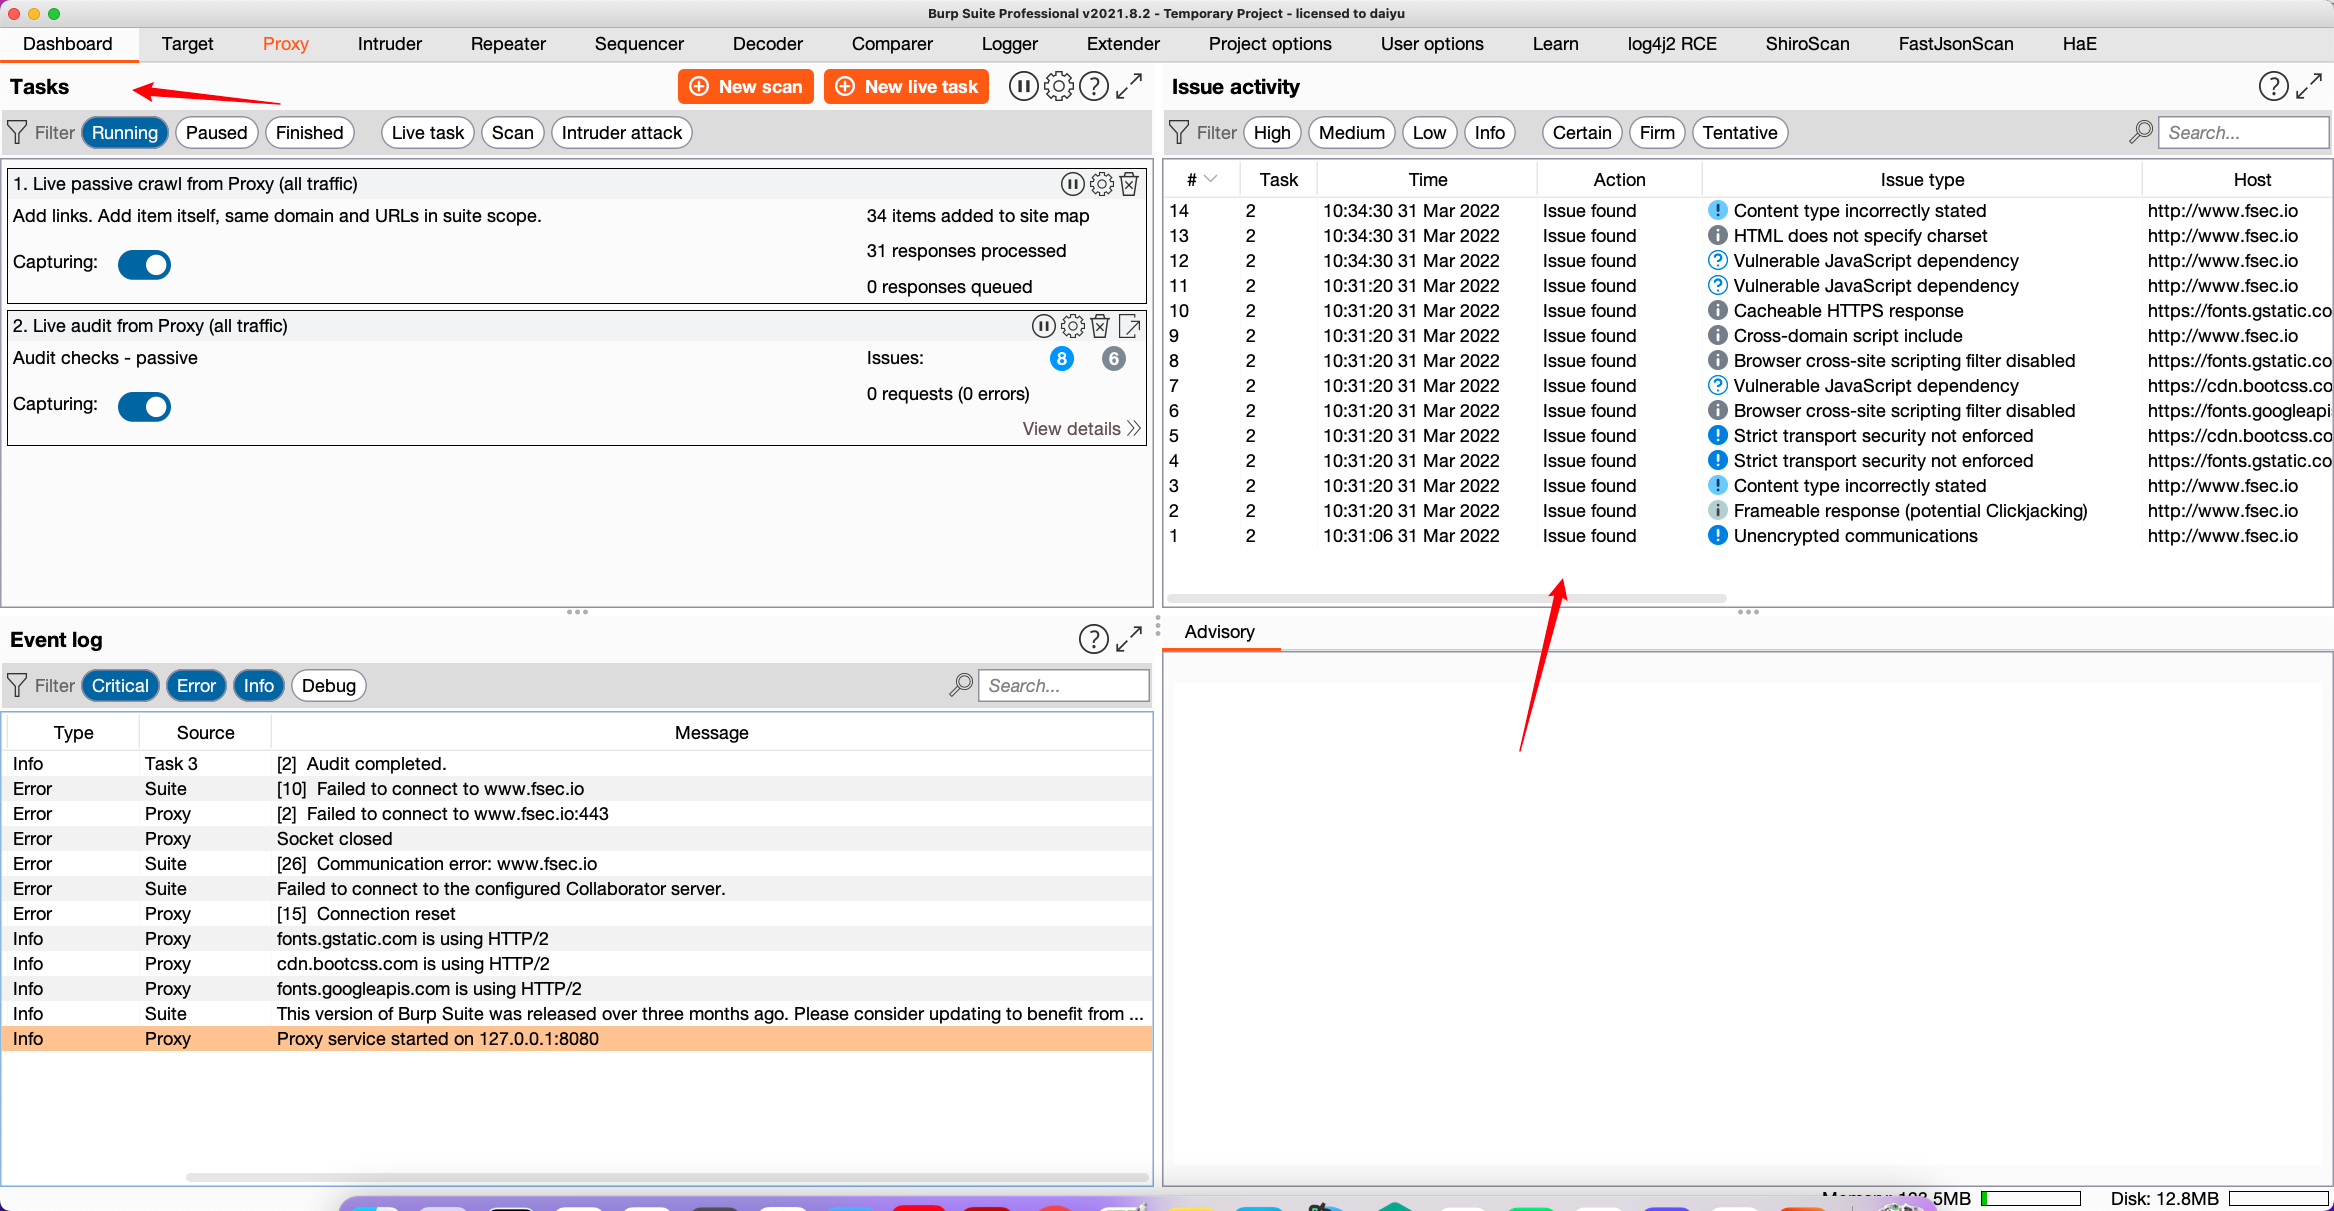 Burp Suite Professional v2021.8.2 - Temporary Project - licensed to daiyu
Dashboard Target Proxy Intruder Repeater Sequencer Decoder Comparer Logger Extender Project options User options Learn log4j2 RCE ShiroScan FastJsonScan HaE
Tasks New scan New live task
Filter Running Paused Finished Live task Scan Intruder attack
1. Live passive crawl from Proxy (all traffic)
Add links. Add item itself, same domain and URLs in suite scope. 34 items added to site map
31 responses processed
Capturing:
0 responses queued
2. Live audit from Proxy (all traffic)
Audit checks - passive Issues: 8 6
0 requests (0 errors)
Capturing:
View details
Issue activity
Filter High Medium Low Info Certain Firm Tentative Search...
# Task Time Action Issue type Host
14 2 10:34:30 31 Mar 2022 Issue found Content type incorrectly stated http://www.fsec.io
13 2 10:34:30 31 Mar 2022 Issue found HTML does not specify charset http://www.fsec.io
12 2 10:34:30 31 Mar 2022 Issue found Vulnerable JavaScript dependency http://www.fsec.io
11 2 10:31:20 31 Mar 2022 Issue found Vulnerable JavaScript dependency http://www.fsec.io
10 2 10:31:20 31 Mar 2022 Issue found Cacheable HTTPS response https://fonts.gstatic.co
9 2 10:31:20 31 Mar 2022 Issue found Cross-domain script include http://www.fsec.io
8 2 10:31:20 31 Mar 2022 Issue found Browser cross-site scripting filter disabled https://fonts.gstatic.co
7 2 10:31:20 31 Mar 2022 Issue found Vulnerable JavaScript dependency https://cdn.bootcss.co
6 2 10:31:20 31 Mar 2022 Issue found Browser cross-site scripting filter disabled https://fonts.googleapi
5 2 10:31:20 31 Mar 2022 Issue found Strict transport security not enforced https://cdn.bootcss.co
4 2 10:31:20 31 Mar 2022 Issue found Strict transport security not enforced https://fonts.gstatic.co
3 2 10:31:20 31 Mar 2022 Issue found Content type incorrectly stated http://www.fsec.io
2 2 10:31:20 31 Mar 2022 Issue found Frameable response (potential Clickjacking) http://www.fsec.io
1 2 10:31:06 31 Mar 2022 Issue found Unencrypted communications http://www.fsec.io
Event log
Filter Critical Error Info Debug Search...
Type Source Message
Info Task 3 [2] Audit completed.
Error Suite [10] Failed to connect to www.fsec.io
Error Proxy [2] Failed to connect to www.fsec.io:443
Error Proxy Socket closed
Error Suite [26] Communication error: www.fsec.io
Error Suite Failed to connect to the configured Collaborator server.
Error Proxy [15] Connection reset
Info Proxy fonts.gstatic.com is using HTTP/2
Info Proxy cdn.bootcss.com is using HTTP/2
Info Proxy fonts.googleapis.com is using HTTP/2
Info Suite This version of Burp Suite was released over three months ago. Please consider updating to benefit from ...
Info Proxy Proxy service started on 127.0.0.1:8080
Advisory
Disk: 12.8MB